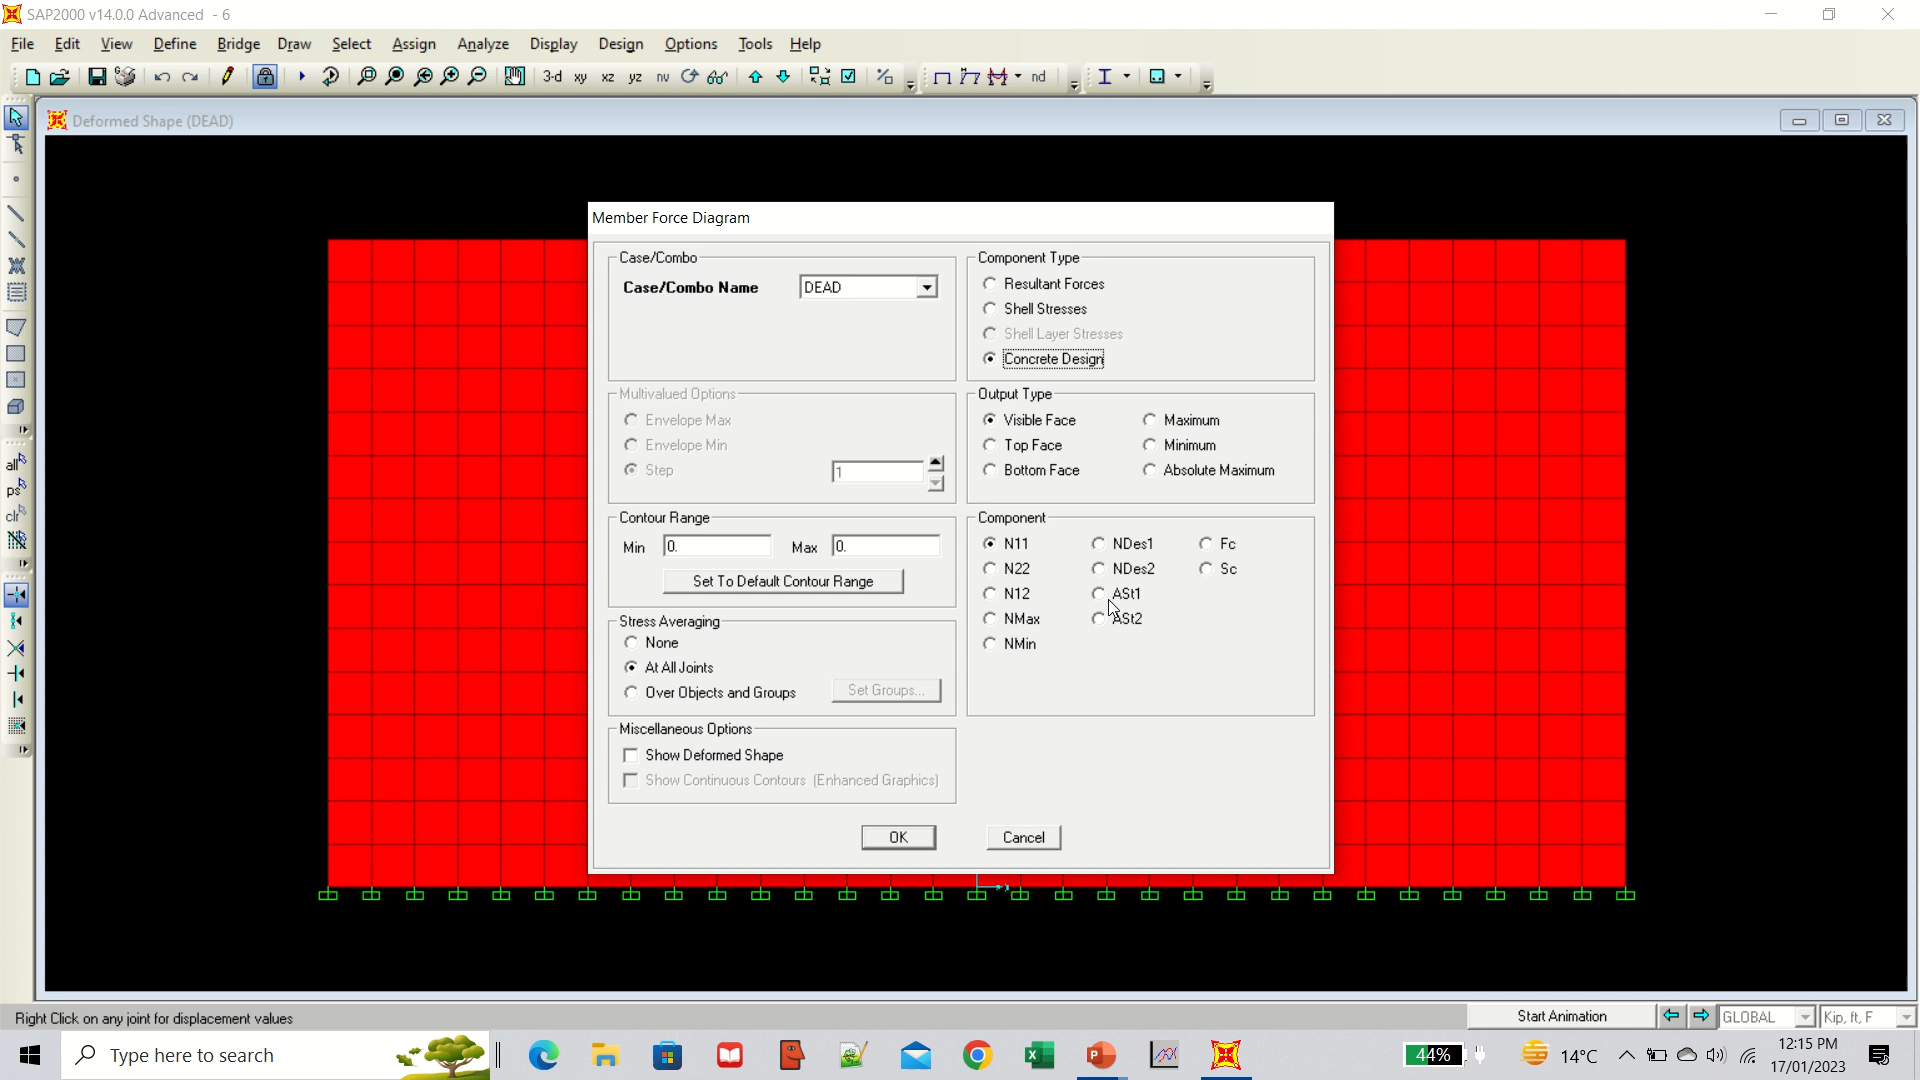 SAP2000 v14.0.0 Advanced - 6
File Edit View Define Bridge Draw Select Assign Analyze Display Design Options Tools Help
3-d xy xz yz nv nd
Deformed Shape (DEAD)
all
ps
clr
Member Force Diagram
Case/Combo
Case/Combo Name DEAD
Multivalued Options
Envelope Max
Envelope Min
Step 1
Contour Range
Min 0. Max 0.
Set To Default Contour Range
Stress Averaging
None
At All Joints
Over Objects and Groups Set Groups...
Miscellaneous Options
Show Deformed Shape
Show Continuous Contours (Enhanced Graphics)
Component Type
Resultant Forces
Shell Stresses
Shell Layer Stresses
Concrete Design
Output Type
Visible Face Maximum
Top Face Minimum
Bottom Face Absolute Maximum
Component
N11 NDes1 Fc
N22 NDes2 Sc
N12 ASt1
NMax ASt2
NMin
OK Cancel
Right Click on any joint for displacement values
Start Animation GLOBAL Kip, ft, F
Type here to search
44% 14°C 12:15 PM
17/01/2023